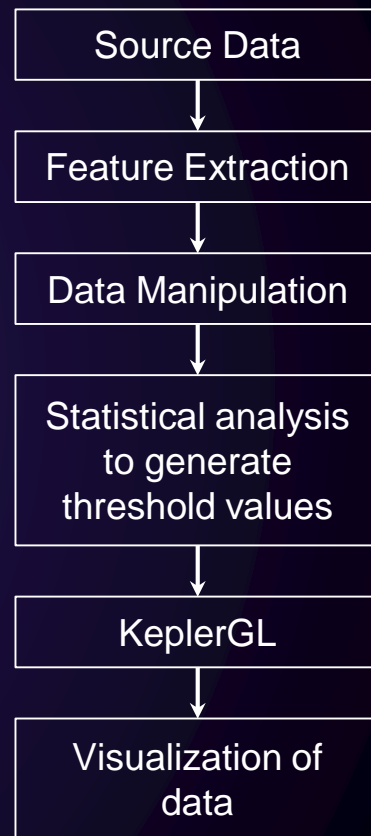 Source Data
Feature Extraction
Data Manipulation
Statistical analysis
to generate
threshold values
KeplerGL
Visualization of
data